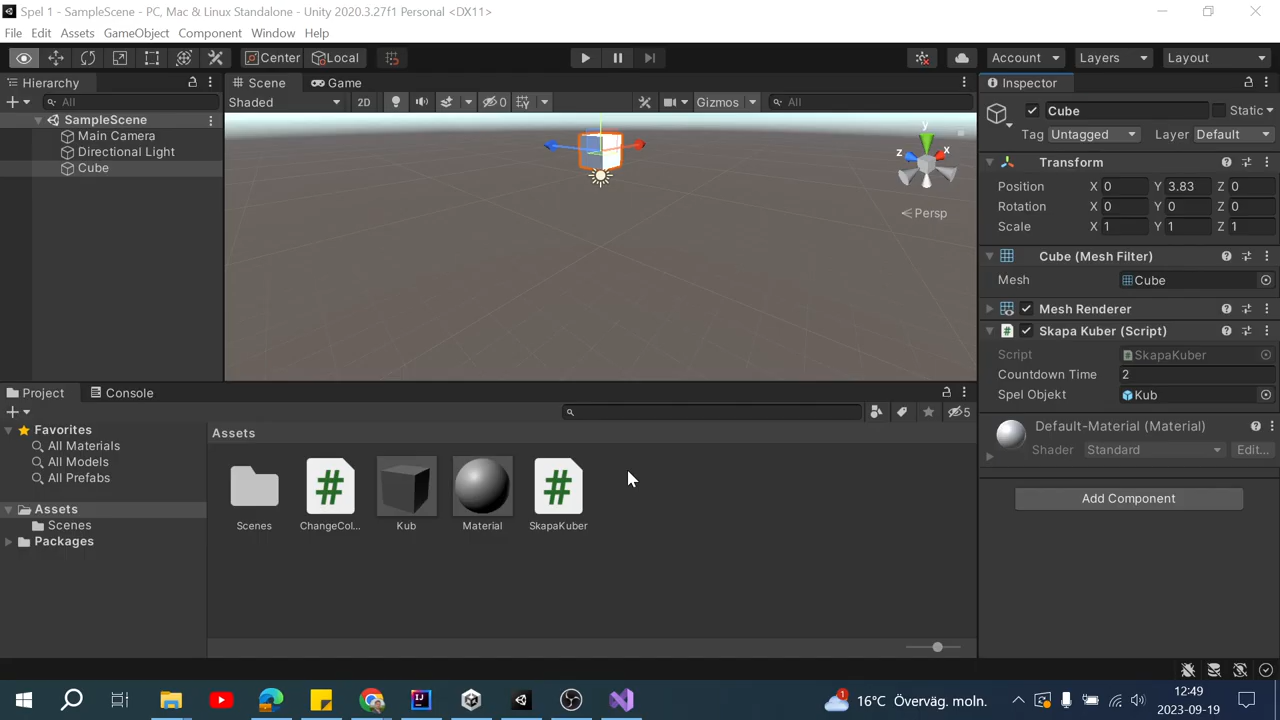 Spel 1 - SampleScene - PC, Mac & Linux Standalone - Unity 2020.3.27f1 Personal <DX11>
File Edit Assets GameObject Component Window Help
Center Local Account Layers Layout
Hierarchy
All
SampleScene
Main Camera
Directional Light
Cube
Scene Game
Shaded 2D Gizmos All
y
z x
Persp
Inspector
Cube Static
Tag Untagged Layer Default
Transform
Position X 0 Y 3.83 Z 0
Rotation X 0 Y 0 Z 0
Scale X 1 Y 1 Z 1
Cube (Mesh Filter)
Mesh Cube
Mesh Renderer
Skapa Kuber (Script)
Script SkapaKuber
Countdown Time 2
Spel Objekt Kub
Default-Material (Material)
Shader Standard Edit...
Add Component
Project Console
5
Favorites
All Materials
All Models
All Prefabs
Assets
Scenes
Packages
Assets
Scenes ChangeCol... Kub Material SkapaKuber
1 16°C Överväg. moln. 12:49
2023-09-19